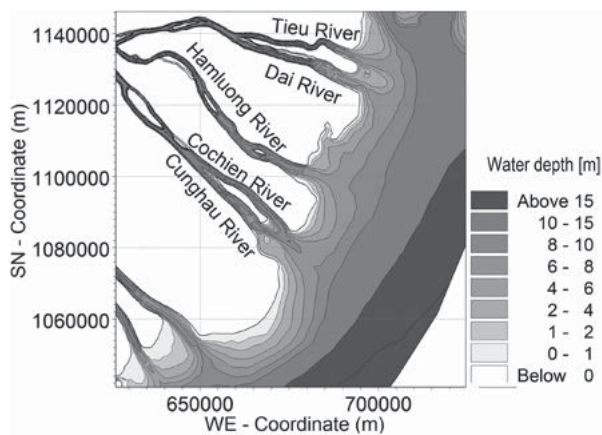 1140000
1120000
1100000
1080000
1060000
SN - Coordinate (m)
650000
700000
WE - Coordinate (m)
Tieu River
Dai River
Hamluong River
Cochien River
Cunghau River
Water depth [m]
Above 15
10 - 15
8 - 10
6 - 8
4 - 6
2 - 4
1 - 2
0 - 1
Below 0